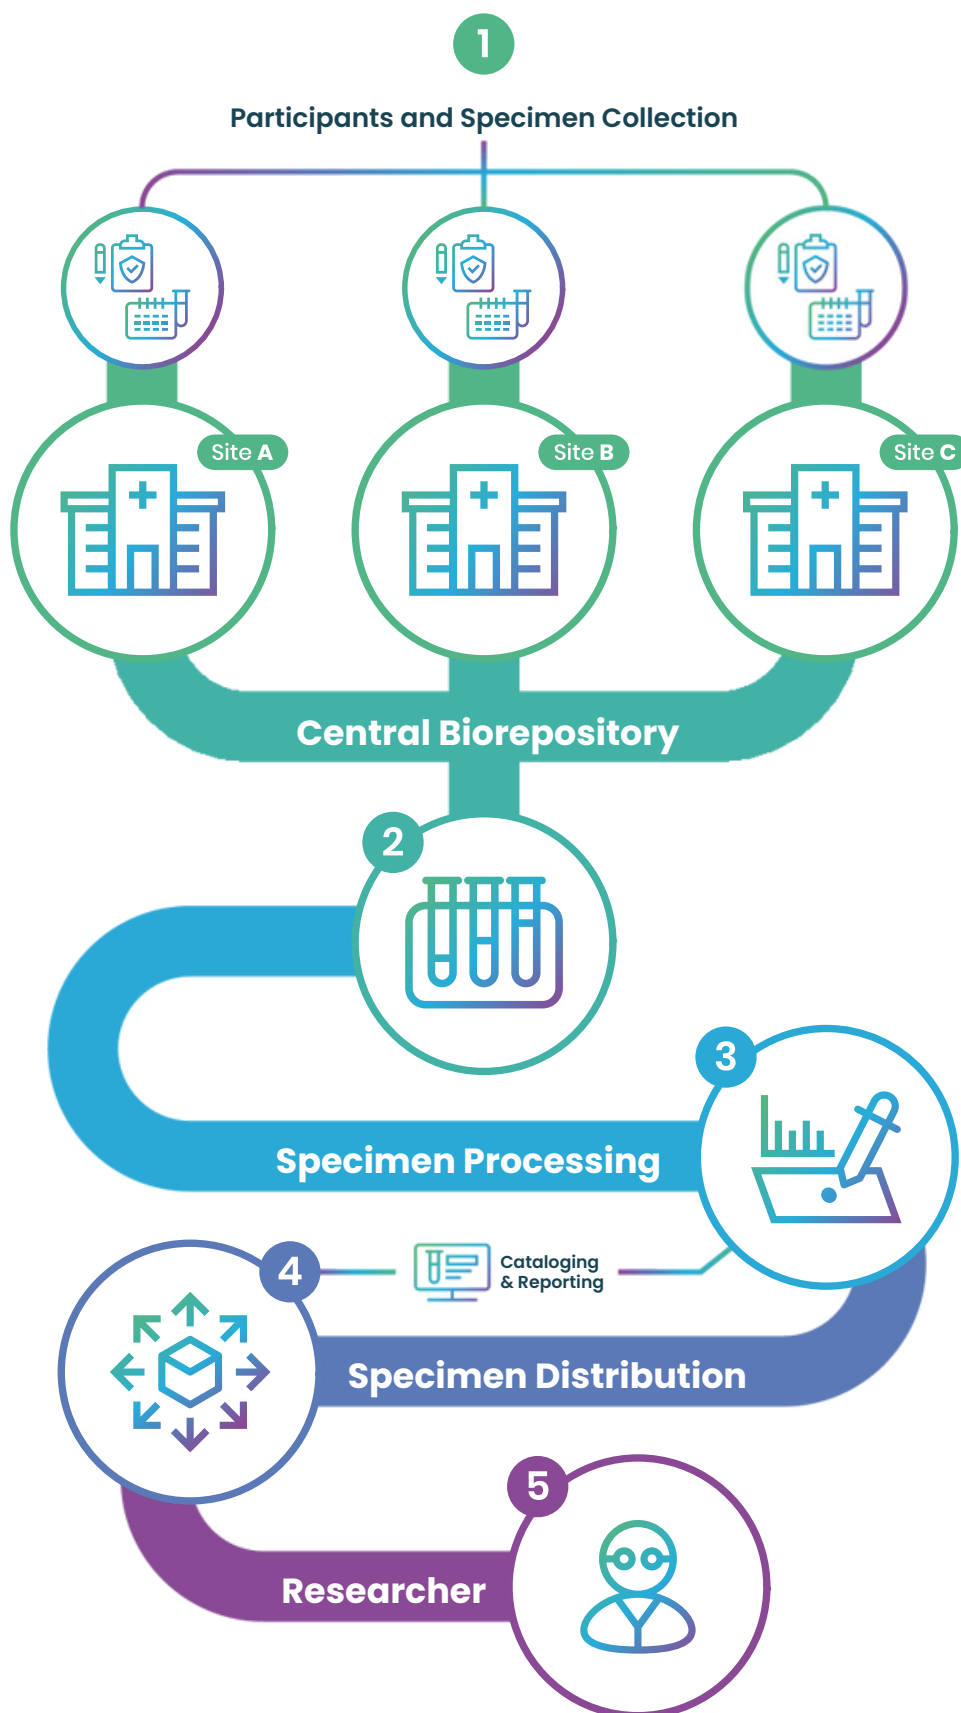 1
Participants and Specimen Collection
Site A
Site B
Site C
Central Biorepository
2
3
Specimen Processing
4
Cataloging
& Reporting
Specimen Distribution
5
Researcher